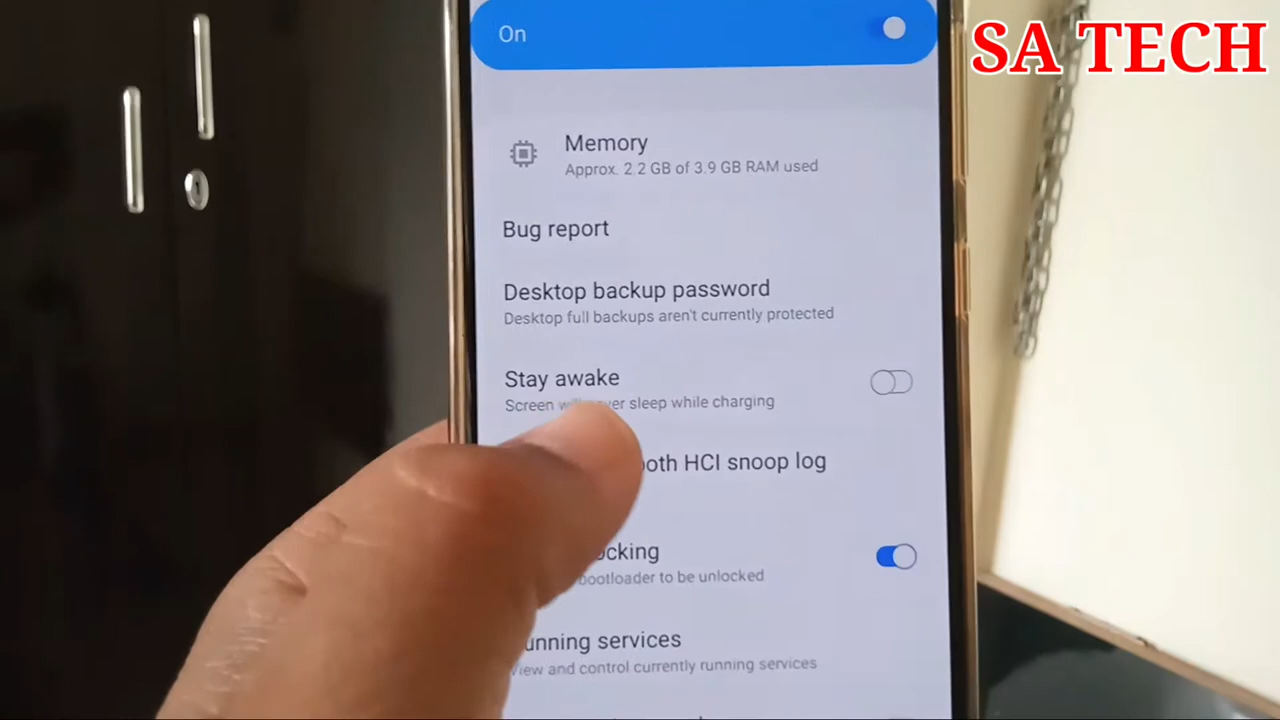 SA TECH
On
Memory
Approx. 2.2 GB of 3.9 GB RAM used
Bug report
Desktop backup password
Desktop full backups aren't currently protected
Stay awake
Screen sleep while charging
HCI snoop log
bootloader to be unlocked
services
and control currently running services